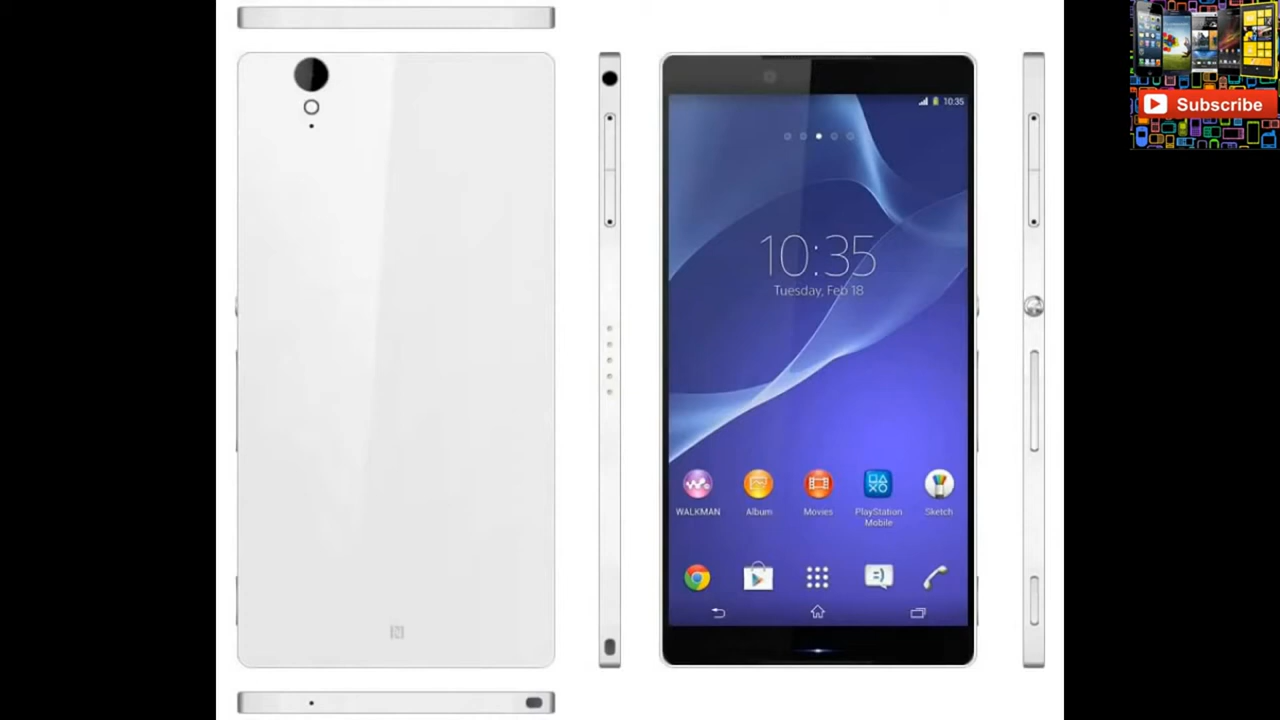 Subscribe
10:35
10:35
Tuesday, Feb 18
WALKMAN
Album
Movies
PlayStation
Mobile
Sketch